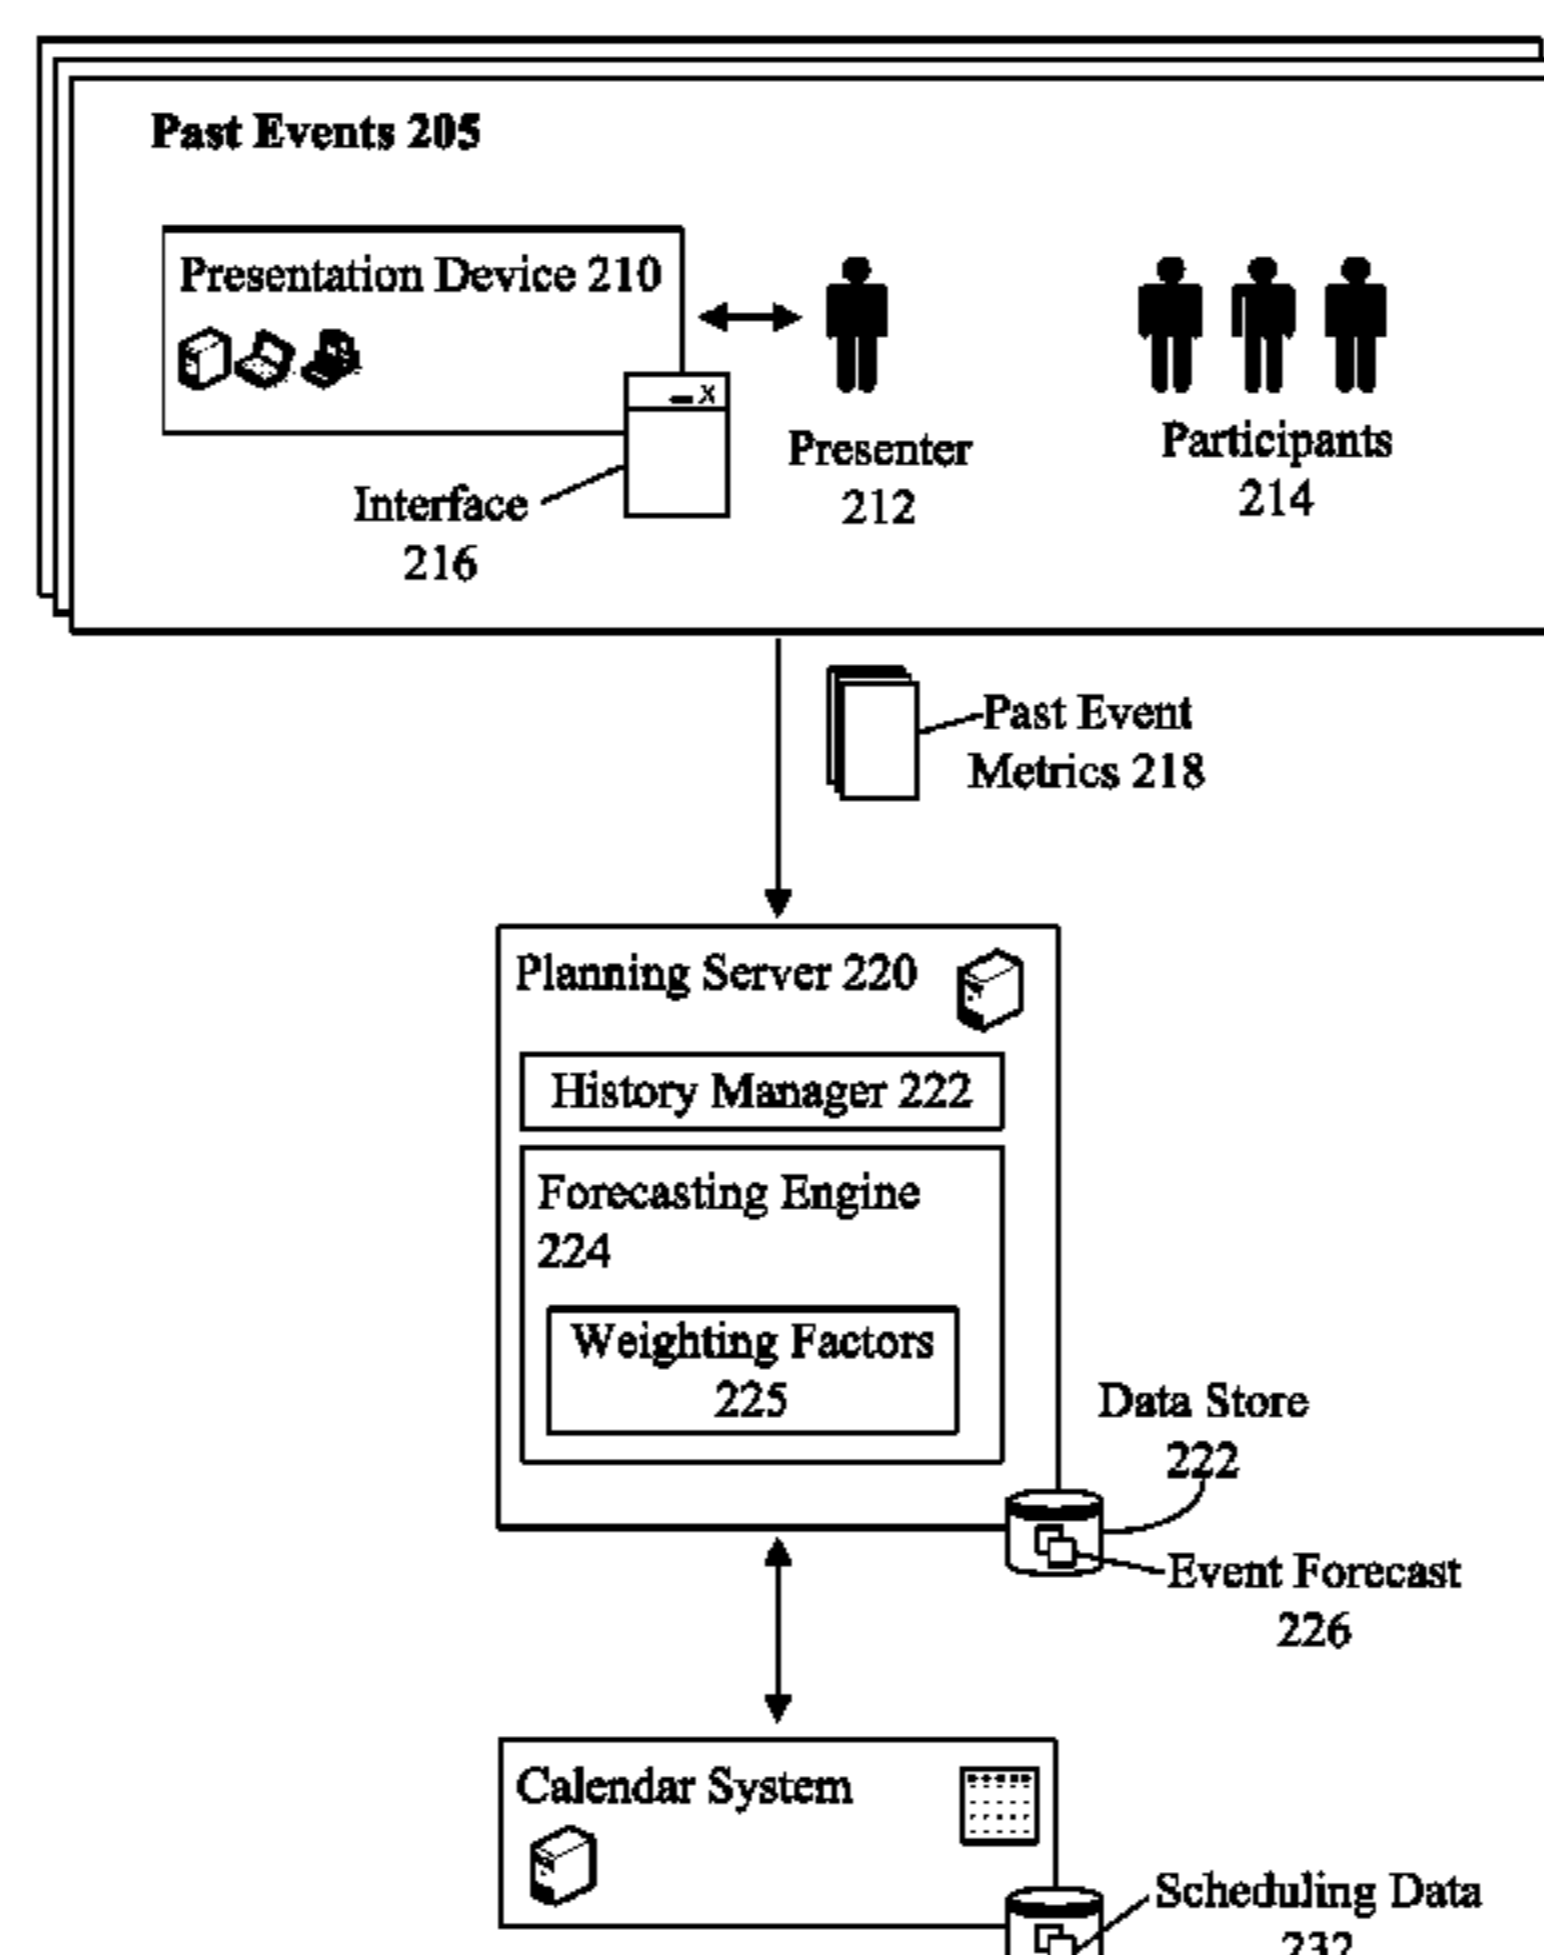 Past Events 205
Presentation Device 210
Interface
216
Presenter
212
Participants
214
Past Event
Metrics 218
Planning Server 220
History Manager 222
Forecasting Engine
224
Weighting Factors
225
Data Store
222
Event Forecast
226
Calendar System
Scheduling Data
232